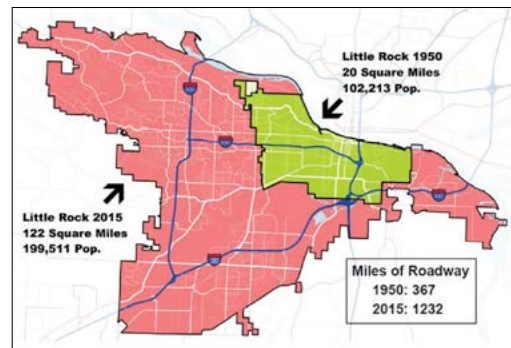 Little Rock 1950
20 Square Miles
102,213 Pop.
Little Rock 2015
122 Square Miles
199,511 Pop.
Miles of Roadway
1950: 367
2015: 1232